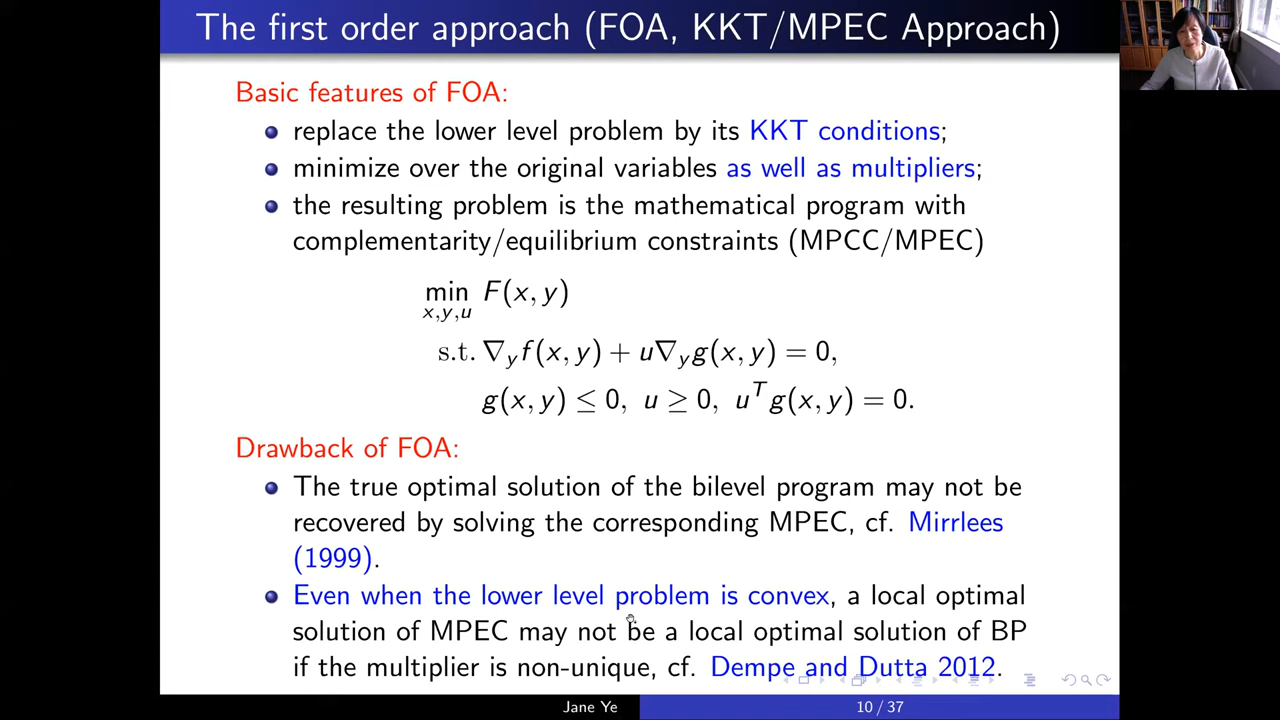 The first order approach (FOA, KKT/MPEC Approach)
Basic features of FOA:
replace the lower level problem by its KKT conditions;
minimize over the original variables as well as multipliers;
the resulting problem is the mathematical program with
complementarity/equilibrium constraints (MPCC/MPEC)
min F(x, y)
x,y,u
s.t. ∇_y f(x, y) + u∇_y g(x, y) = 0,
g(x, y) ≤ 0, u ≥ 0, u^T g(x, y) = 0.
Drawback of FOA:
The true optimal solution of the bilevel program may not be
recovered by solving the corresponding MPEC, cf. Mirrlees
(1999).
Even when the lower level problem is convex, a local optimal
solution of MPEC may not be a local optimal solution of BP
if the multiplier is non-unique, cf. Dempe and Dutta 2012.
Jane Ye
10 / 37